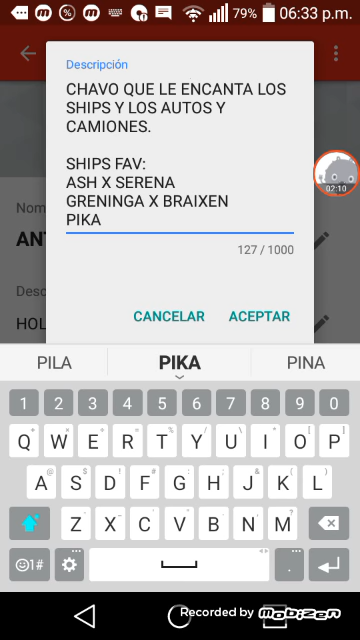 79% 06:33 p.m.
Descripción
CHAVO QUE LE ENCANTA LOS
SHIPS Y LOS AUTOS Y
CAMIONES.
SHIPS FAV:
ASH X SERENA
GRENINGA X BRAIXEN
PIKA
02:10
Nom
ANT
127 / 1000
Desc
HOL
CANCELAR ACEPTAR
PILA PIKA PINA
1 2 3 4 5 6 7 8 9 0
Q W E R T Y U I O P
A S D F G H J K L
Z X C V B N M
1# .
Recorded by mobizen